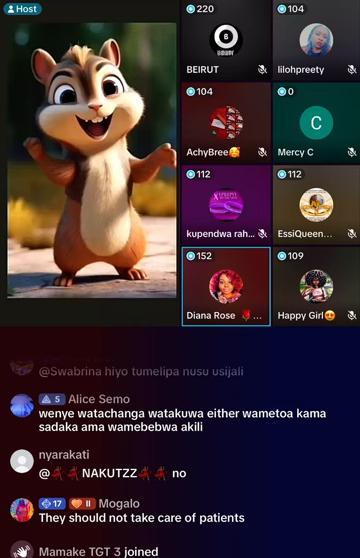 Host
220
BEIRUT
104
lilohpreety
104
AchyBree🥰
0
C
Mercy C
112
kupendwa rah...
112
EssiQueen...
152
Diana Rose 🌹...
109
Happy Girl😍
@Swabrina hiyo tumelipa nusu usijali
5 Alice Semo
wenye watachanga watakuwa either wametoa kama
sadaka ama wamebebwa akili
nyarakati
@💃💃NAKUTZZ💃💃 no
17 II Mogalo
They should not take care of patients
Mamake TGT 3 joined